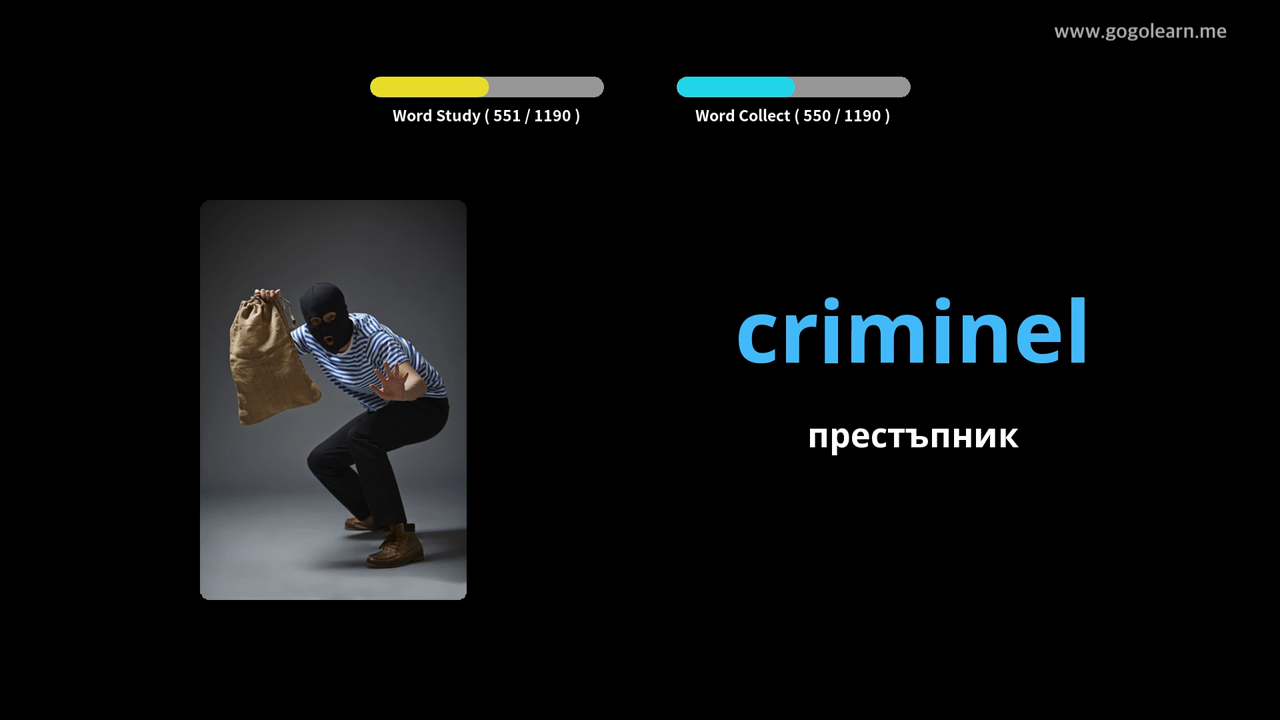 www.gogolearn.me
Word Study ( 551 / 1190 )
Word Collect ( 550 / 1190 )
criminel
престъпник